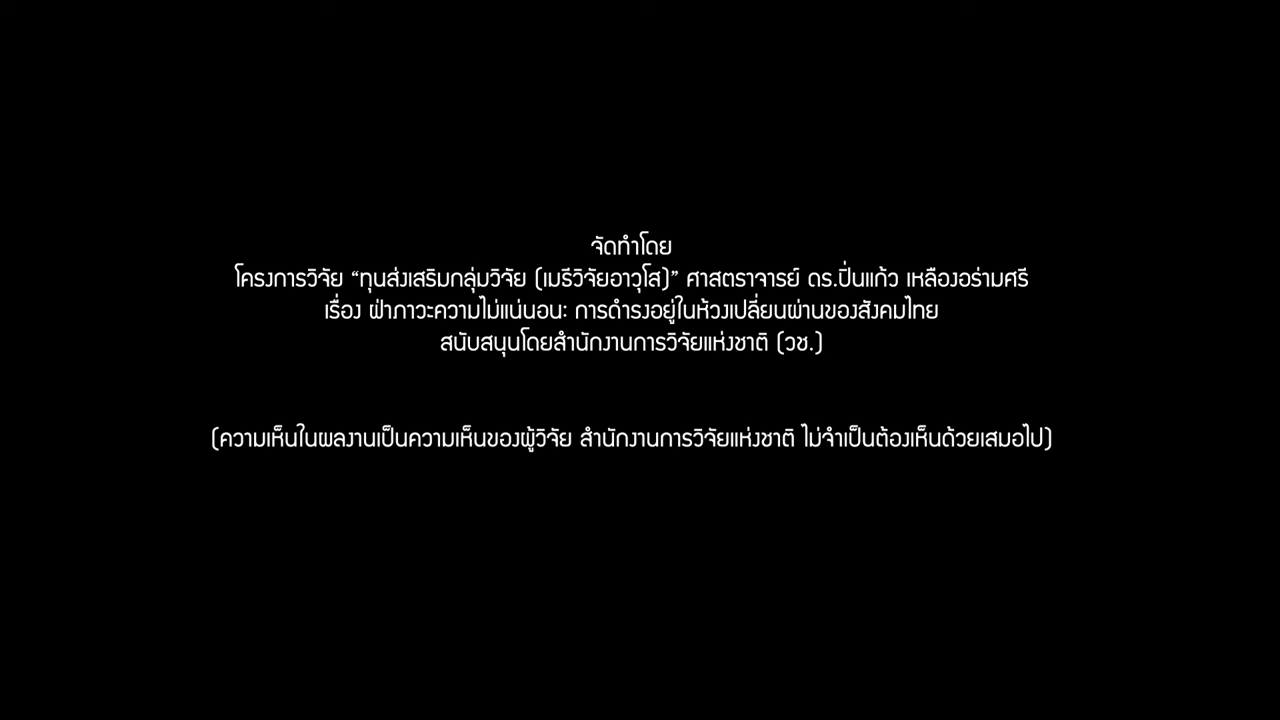 จัดทำโดย
โครงการวิจัย “ทุนส่งเสริมกลุ่มวิจัย (เมธีวิจัยอาวุโส)” ศาสตราจารย์ ดร.ปิ่นแก้ว เหลืองอร่ามศรี
เรื่อง ฝ่าภาวะความไม่แน่นอน: การดำรงอยู่ในห้วงเปลี่ยนผ่านของสังคมไทย
สนับสนุนโดยสำนักงานการวิจัยแห่งชาติ (วช.)
(ความเห็นในผลงานเป็นความเห็นของผู้วิจัย สำนักงานการวิจัยแห่งชาติ ไม่จำเป็นต้องเห็นด้วยเสมอไป)